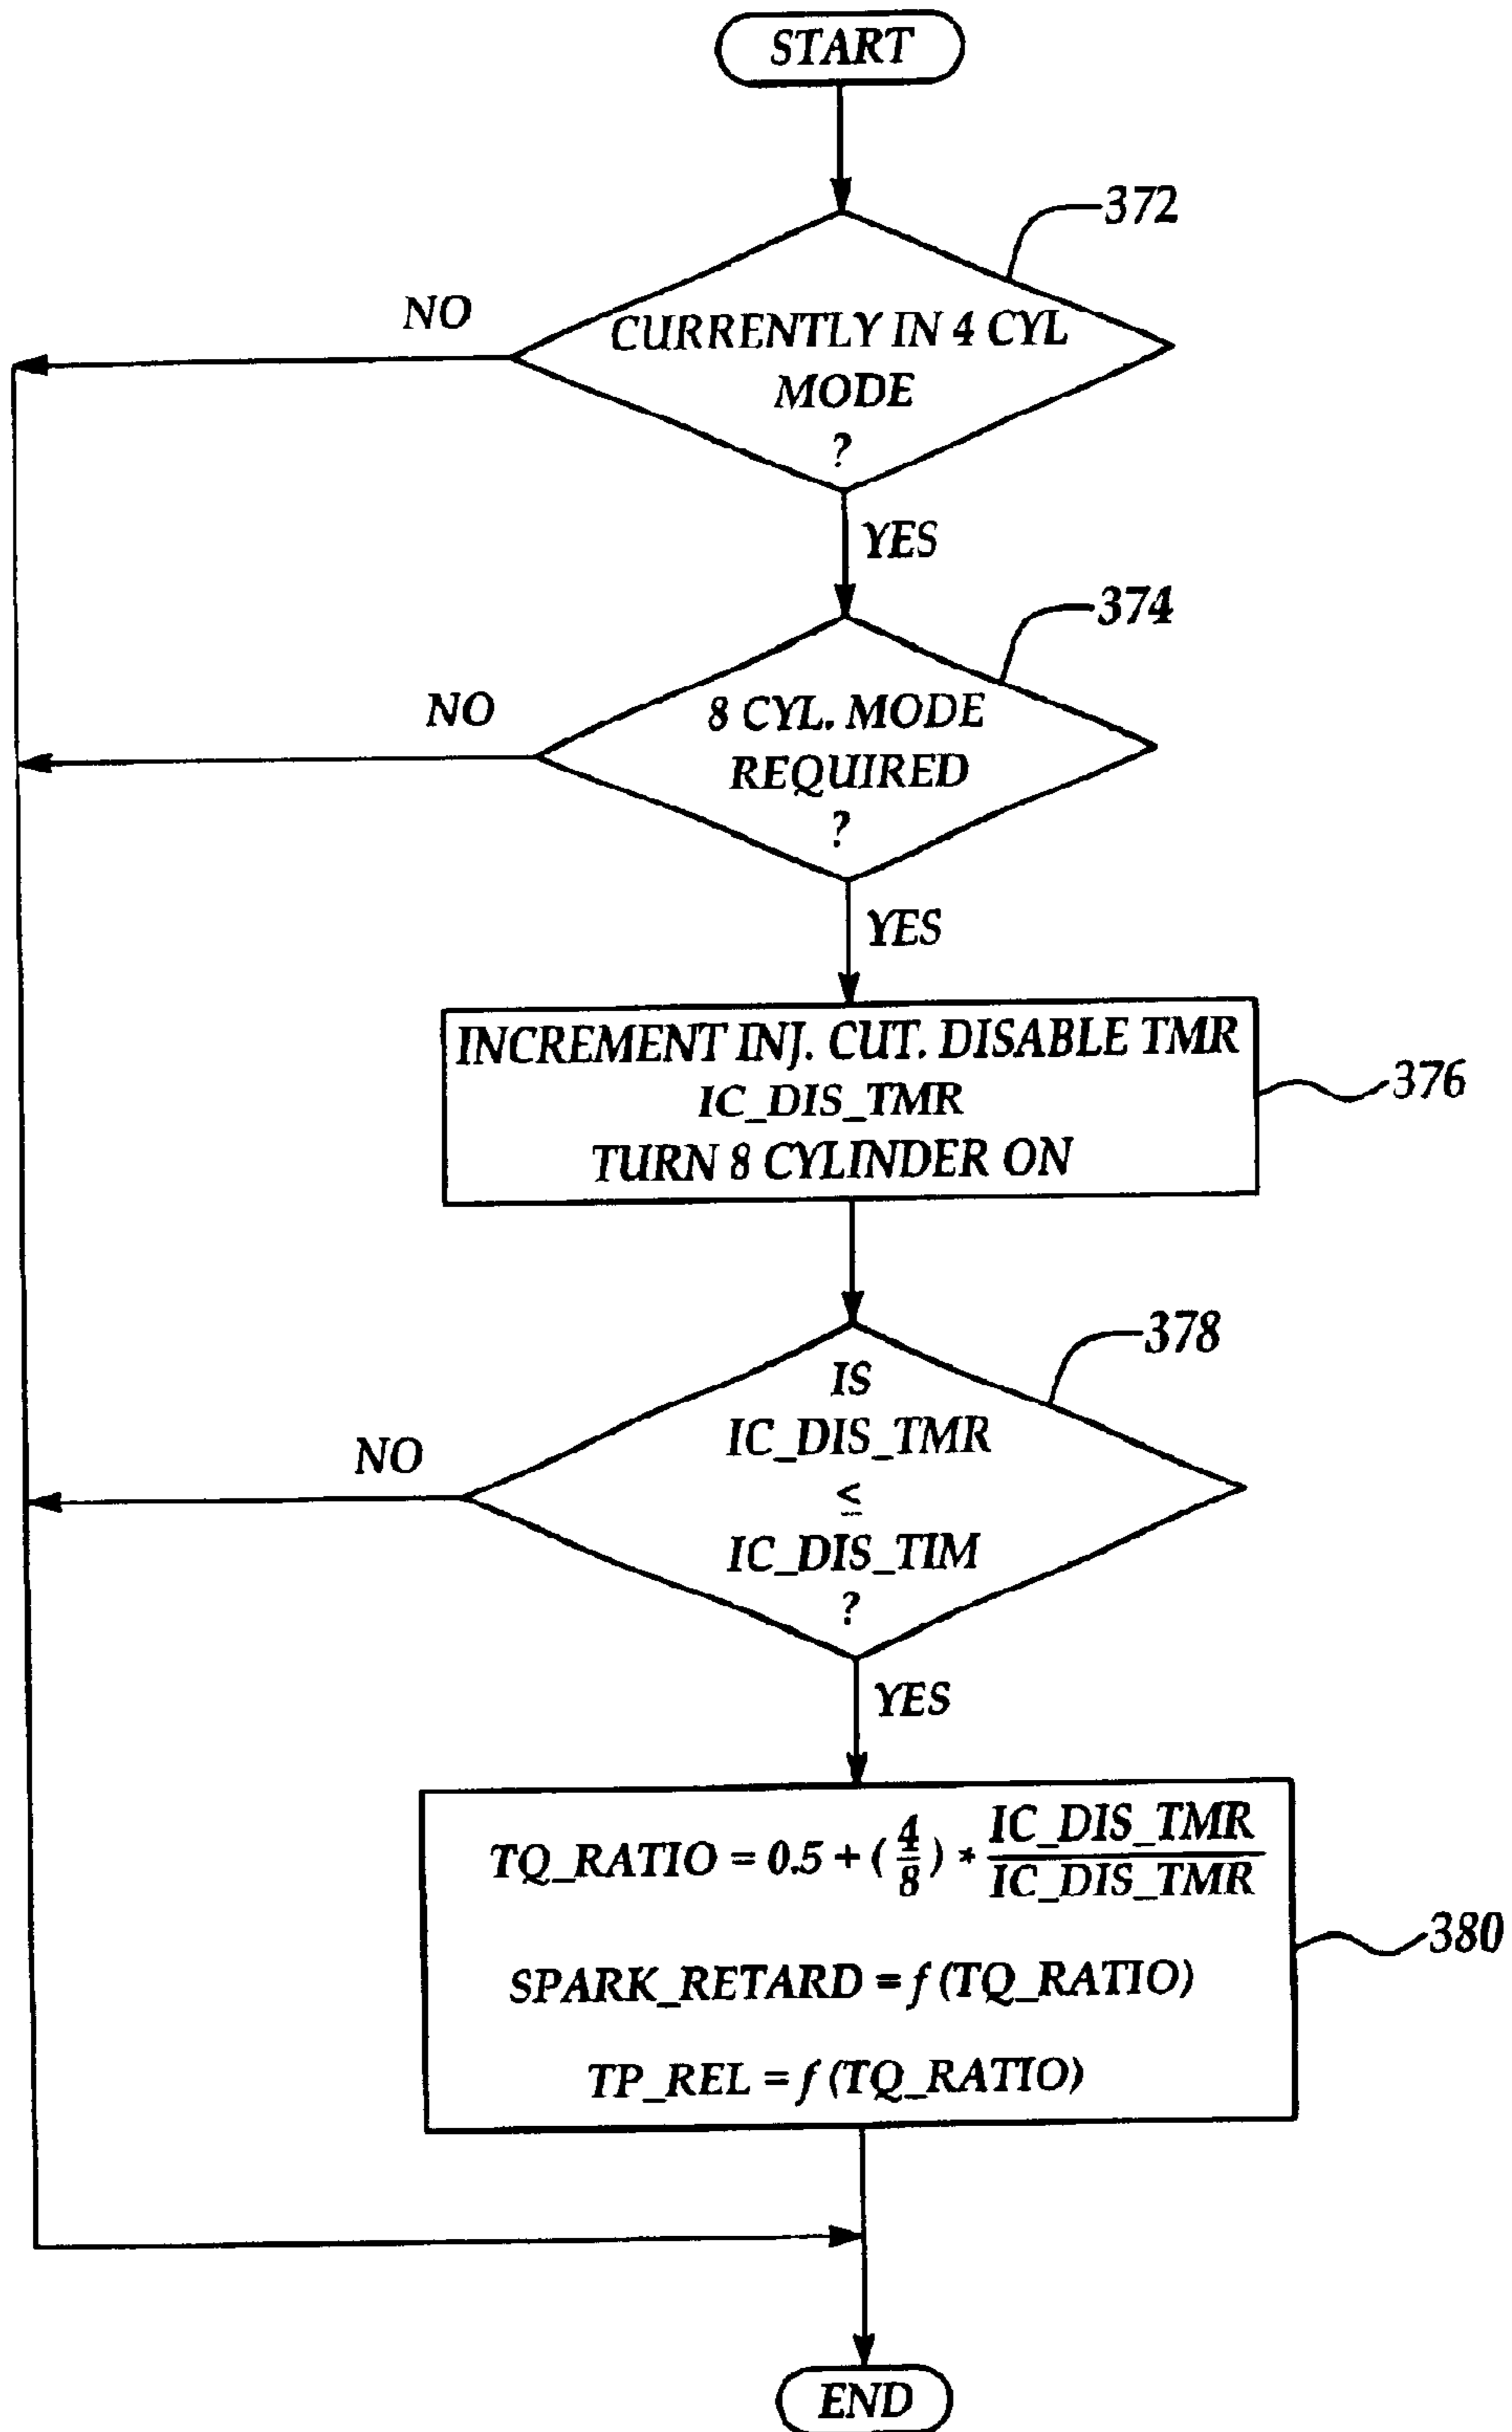 START
372
NO
CURRENTLY IN 4 CYL
MODE
?
YES
374
NO
8 CYL. MODE
REQUIRED
?
YES
INCREMENT INJ. CUT. DISABLE TMR
IC_DIS_TMR
TURN 8 CYLINDER ON
376
378
NO
IS
IC_DIS_TMR
≤
IC_DIS_TIM
?
YES
TQ_RATIO = 0.5 + (4/8) * IC_DIS_TMR/IC_DIS_TMR
SPARK_RETARD = f (TQ_RATIO)
TP_REL = f (TQ_RATIO)
380
END